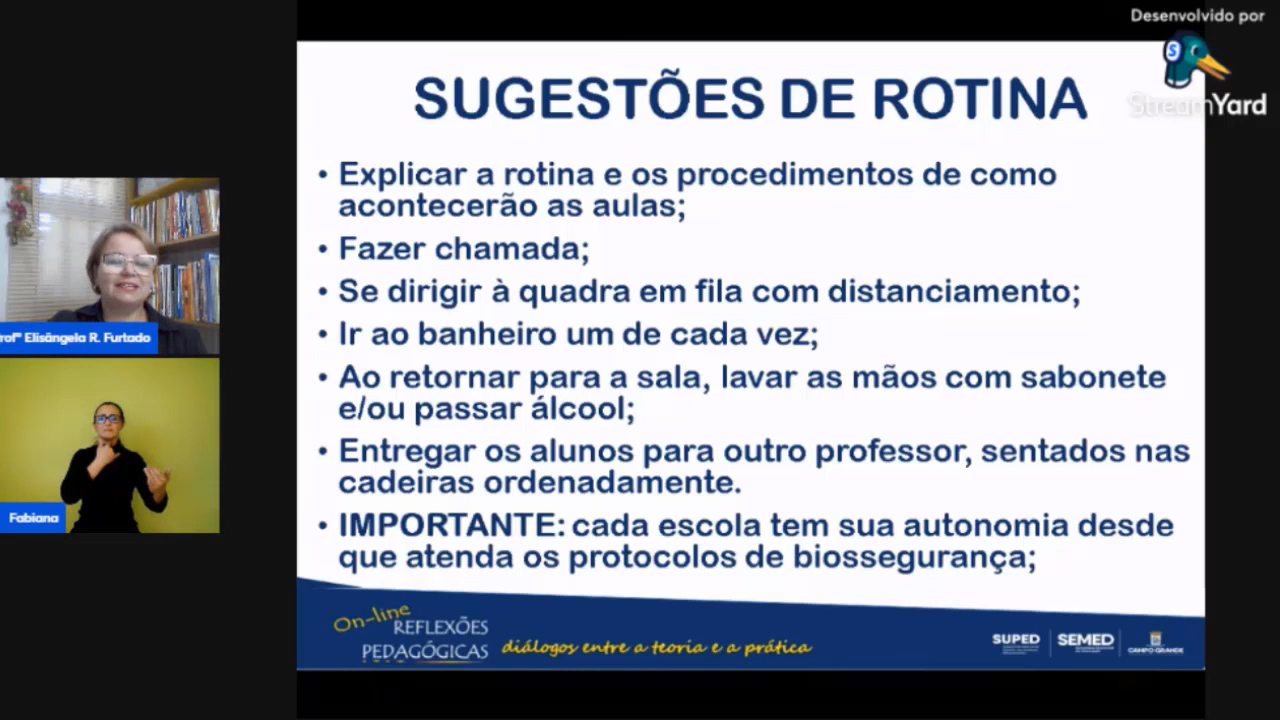 Desenvolvido por
StreamYard
SUGESTÕES DE ROTINA
• Explicar a rotina e os procedimentos de como
acontecerão as aulas;
• Fazer chamada;
• Se dirigir à quadra em fila com distanciamento;
• Ir ao banheiro um de cada vez;
• Ao retornar para a sala, lavar as mãos com sabonete
e/ou passar álcool;
• Entregar os alunos para outro professor, sentados nas
cadeiras ordenadamente.
• IMPORTANTE: cada escola tem sua autonomia desde
que atenda os protocolos de biossegurança;
rofª Elisângela R. Furtado
Fabiana
On-line
REFLEXÕES
PEDAGÓGICAS
diálogos entre a teoria e a prática
SUPED
SEMED
CAMPO GRANDE